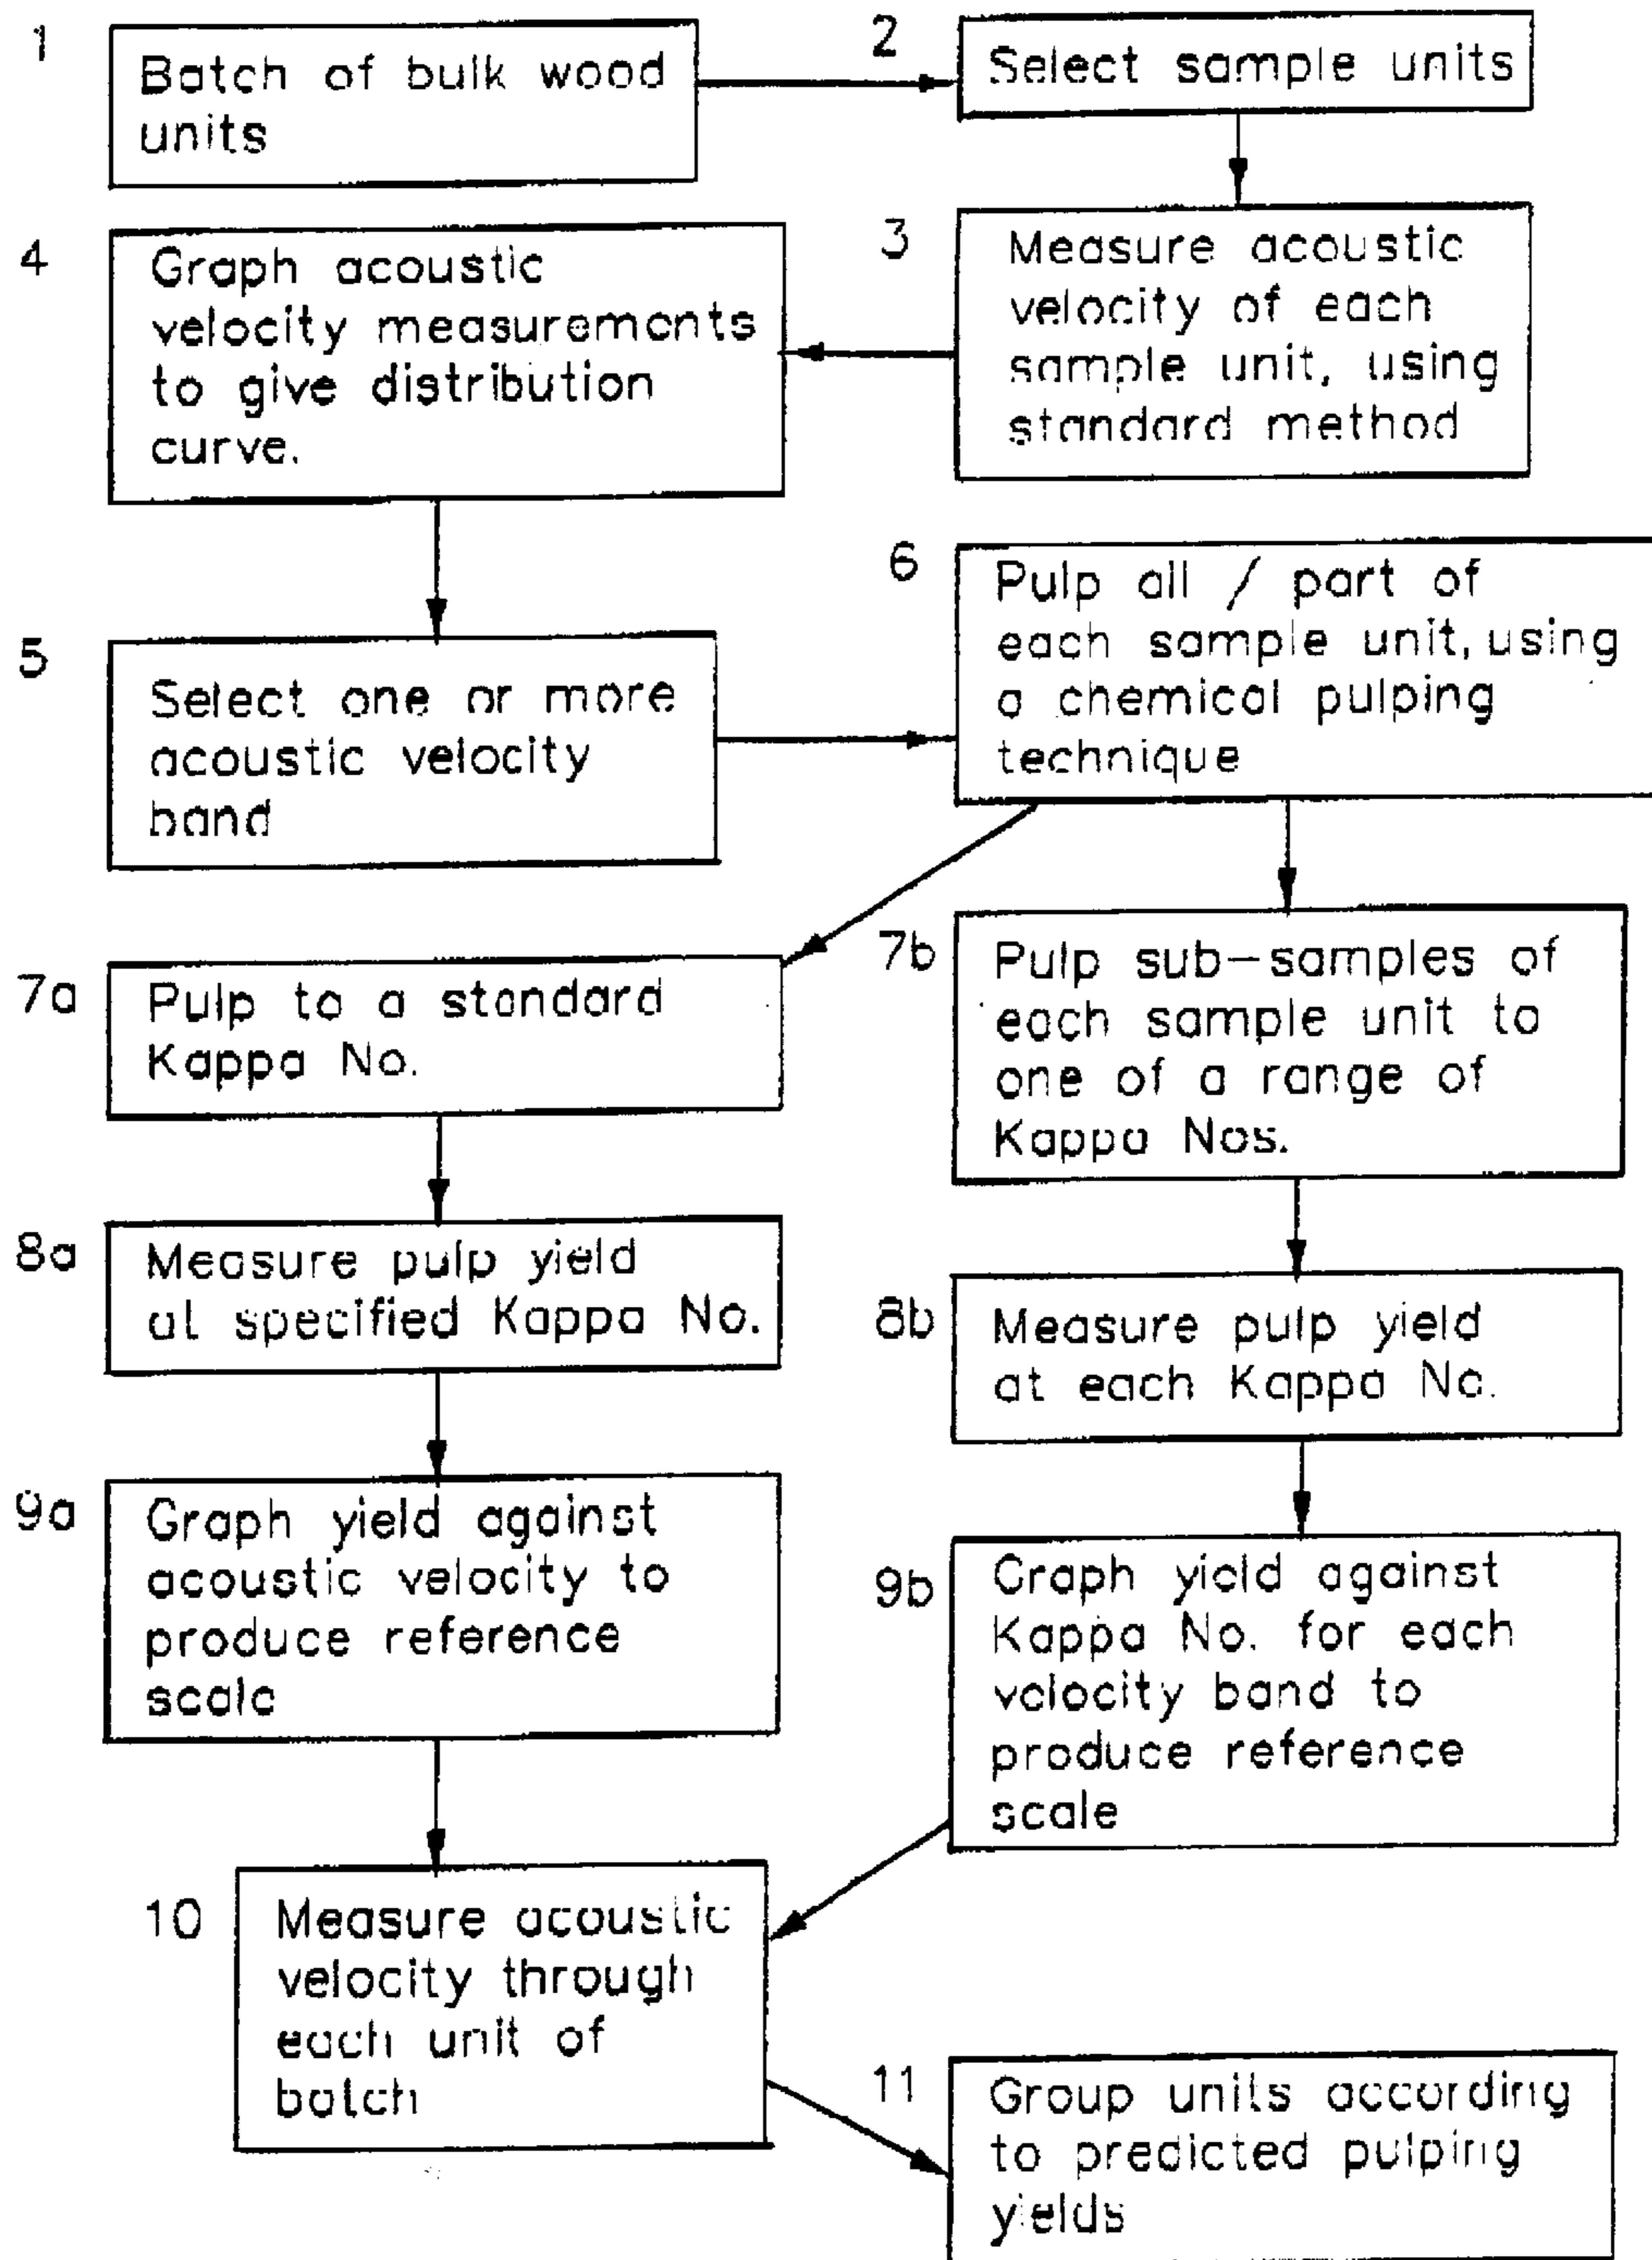 1
Batch of bulk wood
units
2
Select sample units
3
Measure acoustic
velocity of each
sample unit, using
standard method
4
Graph acoustic
velocity measurements
to give distribution
curve.
5
Select one or more
acoustic velocity
band
6
Pulp all / part of
each sample unit, using
a chemical pulping
technique
7a
Pulp to a standard
Kappa No.
7b
Pulp sub-samples of
each sample unit to
one of a range of
Kappa Nos.
8a
Measure pulp yield
at specified Kappa No.
8b
Measure pulp yield
at each Kappa No.
9a
Graph yield against
acoustic velocity to
produce reference
scale
9b
Graph yield against
Kappa No. for each
velocity band to
produce reference
scale
10
Measure acoustic
velocity through
each unit of
batch
11
Group units according
to predicted pulping
yields